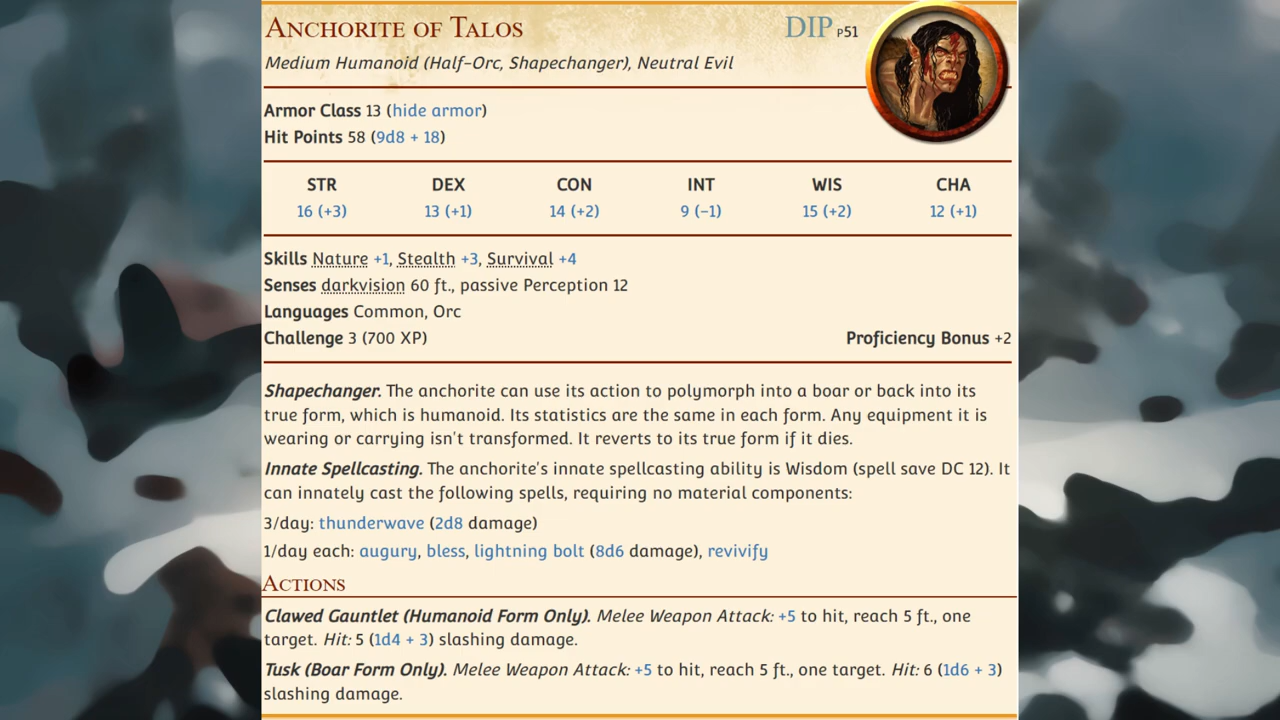 Anchorite of Talos DIP P51
Medium Humanoid (Half-Orc, Shapechanger), Neutral Evil
Armor Class 13 (hide armor)
Hit Points 58 (9d8 + 18)
STR DEX CON INT WIS CHA
16 (+3) 13 (+1) 14 (+2) 9 (−1) 15 (+2) 12 (+1)
Skills Nature +1, Stealth +3, Survival +4
Senses darkvision 60 ft., passive Perception 12
Languages Common, Orc
Challenge 3 (700 XP) Proficiency Bonus +2
Shapechanger. The anchorite can use its action to polymorph into a boar or back into its
true form, which is humanoid. Its statistics are the same in each form. Any equipment it is
wearing or carrying isn't transformed. It reverts to its true form if it dies.
Innate Spellcasting. The anchorite's innate spellcasting ability is Wisdom (spell save DC 12). It
can innately cast the following spells, requiring no material components:
3/day: thunderwave (2d8 damage)
1/day each: augury, bless, lightning bolt (8d6 damage), revivify
Actions
Clawed Gauntlet (Humanoid Form Only). Melee Weapon Attack: +5 to hit, reach 5 ft., one
target. Hit: 5 (1d4 + 3) slashing damage.
Tusk (Boar Form Only). Melee Weapon Attack: +5 to hit, reach 5 ft., one target. Hit: 6 (1d6 + 3)
slashing damage.